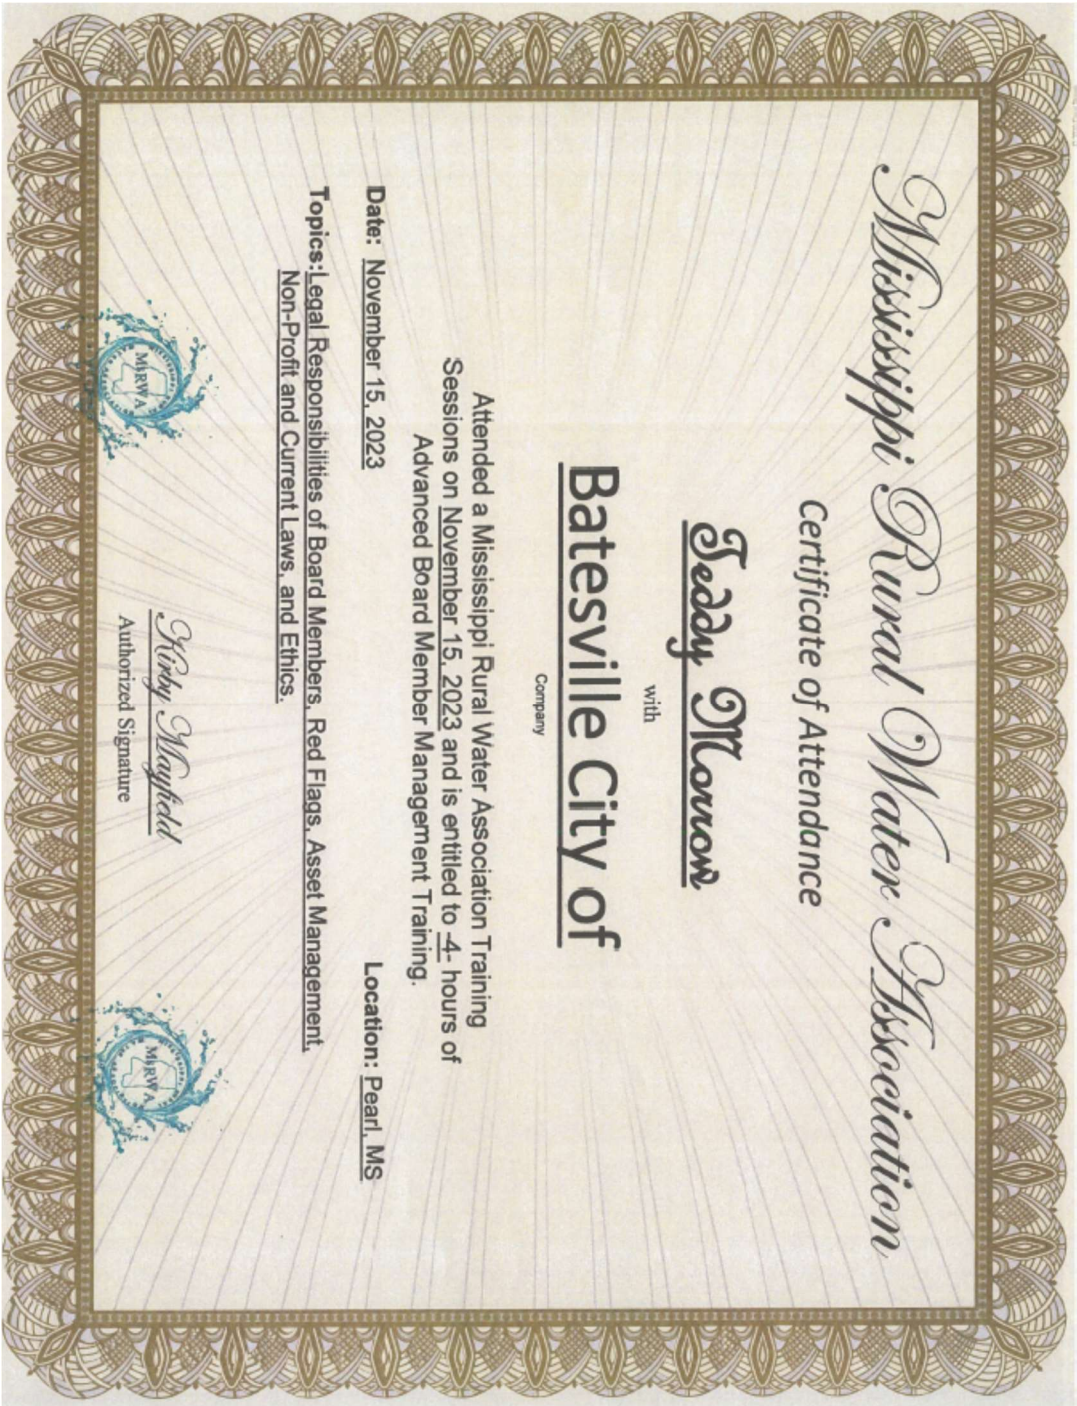 Mississippi Rural Water Association
Certificate of Attendance
Teddy Morrow
with
Batesville City of
Company
Attended a Mississippi Rural Water Association Training
Sessions on November 15, 2023 and is entitled to -4- hours of
Advanced Board Member Management Training.
Date: November 15, 2023 Location: Pearl, MS
Topics:Legal Responsibilities of Board Members, Red Flags, Asset Management,
Non-Profit and Current Laws, and Ethics.
Kirby Mayfield
Authorized Signature
MsRWA
MsRWA